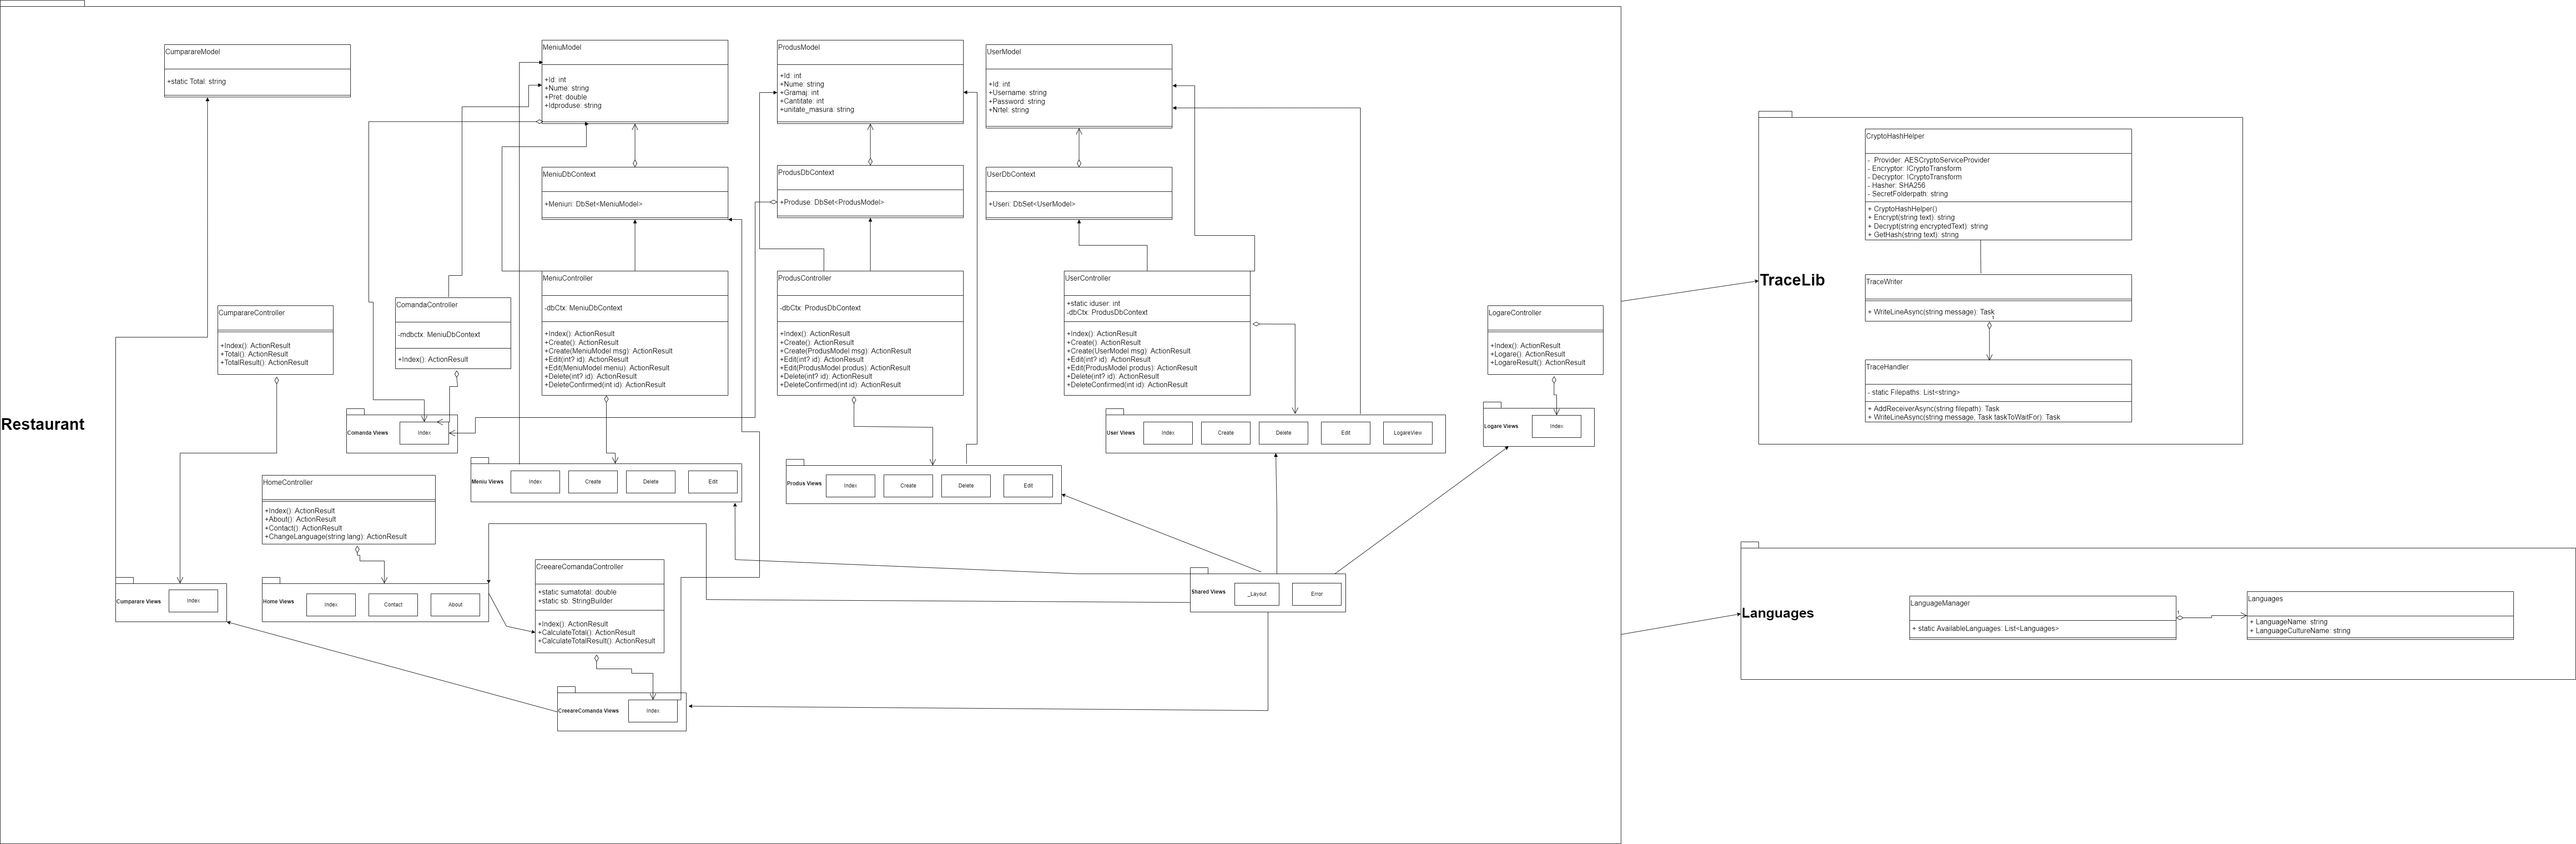 Restaurant
CumparareModel
+static Total: string
MeniuModel
+Id: int
+Nume: string
+Pret: double
+Idproduse: string
ProdusModel
+Id: int
+Nume: string
+Gramaj: int
+Cantitate: int
+unitate_masura: string
UserModel
+Id: int
+Username: string
+Password: string
+Nrtel: string
MeniuDbContext
+Meniuri: DbSet<MeniuModel>
ProdusDbContext
+Produse: DbSet<ProdusModel>
UserDbContext
+Useri: DbSet<UserModel>
CumparareController
+Index(): ActionResult
+Total(): ActionResult
+TotalResult(): ActionResult
ComandaController
-mdbctx: MeniuDbContext
+Index(): ActionResult
MeniuController
-dbCtx: MeniuDbContext
+Index(): ActionResult
+Create(): ActionResult
+Create(MeniuModel msg): ActionResult
+Edit(int? id): ActionResult
+Edit(MeniuModel meniu): ActionResult
+Delete(int? id): ActionResult
+DeleteConfirmed(int id): ActionResult
ProdusController
-dbCtx: ProdusDbContext
+Index(): ActionResult
+Create(): ActionResult
+Create(ProdusModel msg): ActionResult
+Edit(int? id): ActionResult
+Edit(ProdusModel produs): ActionResult
+Delete(int? id): ActionResult
+DeleteConfirmed(int id): ActionResult
UserController
+static iduser: int
-dbCtx: ProdusDbContext
+Index(): ActionResult
+Create(): ActionResult
+Create(UserModel msg): ActionResult
+Edit(int? id): ActionResult
+Edit(ProdusModel produs): ActionResult
+Delete(int? id): ActionResult
+DeleteConfirmed(int id): ActionResult
LogareController
+Index(): ActionResult
+Logare(): ActionResult
+LogareResult(): ActionResult
Comanda Views
Index
User Views
Index
Create
Delete
Edit
LogareView
Logare Views
Index
Meniu Views
Index
Create
Delete
Edit
Produs Views
Index
Create
Delete
Edit
HomeController
+Index(): ActionResult
+About(): ActionResult
+Contact(): ActionResult
+ChangeLanguage(string lang): ActionResult
CreeareComandaController
+static sumatotal: double
+static sb: StringBuilder
+Index(): ActionResult
+CalculateTotal(): ActionResult
+CalculateTotalResult(): ActionResult
Cumparare Views
Index
Home Views
Index
Contact
About
Shared Views
_Layout
Error
CreeareComanda Views
Index
TraceLib
CryptoHashHelper
- Provider: AESCryptoServiceProvider
- Encryptor: ICryptoTransform
- Decryptor: ICryptoTransform
- Hasher: SHA256
- SecretFolderpath: string
+ CryptoHashHelper()
+ Encrypt(string text): string
+ Decrypt(string encryptedText): string
+ GetHash(string text): string
TraceWriter
+ WriteLineAsync(string message): Task
1
TraceHandler
- static Filepaths: List<string>
+ AddReceiverAsync(string filepath): Task
+ WriteLineAsync(string message, Task taskToWaitFor): Task
Languages
LanguageManager
+ static AvailableLanguages: List<Languages>
1
Languages
+ LanguageName: string
+ LanguageCultureName: string